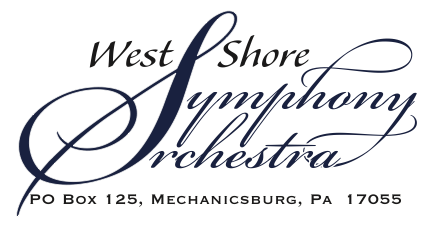 West Shore
Symphony
Orchestra
PO Box 125, Mechanicsburg, Pa 17055